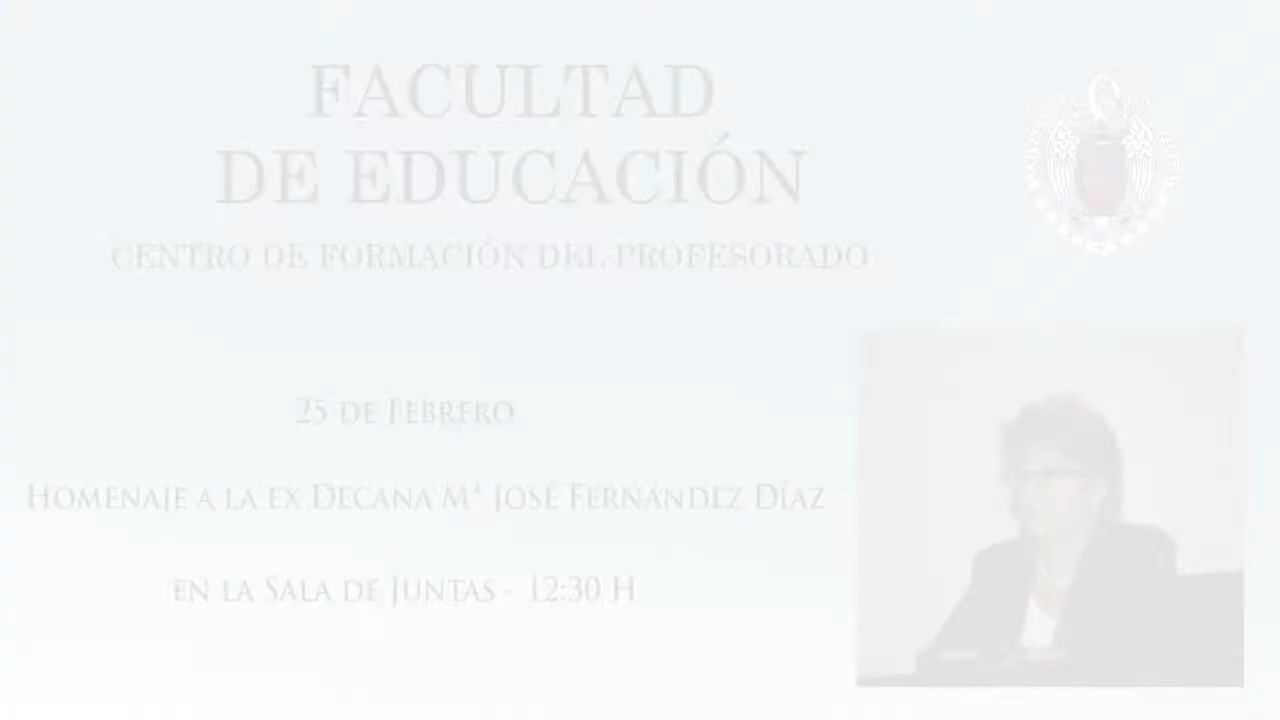 FACULTAD
DE EDUCACIÓN
CENTRO DE FORMACIÓN DEL PROFESORADO
25 DE FEBRERO
HOMENAJE A LA EX DECANA Mª JOSÉ FERNÁNDEZ DÍAZ
EN LA SALA DE JUNTAS - 12:30 H